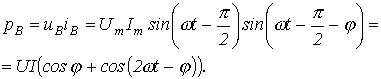 p_B = u_B i_B = U_m I_m sin(ωt − π/2) sin(ωt − π/2 − φ) =
= UI(cos φ + cos(2ωt − φ)).